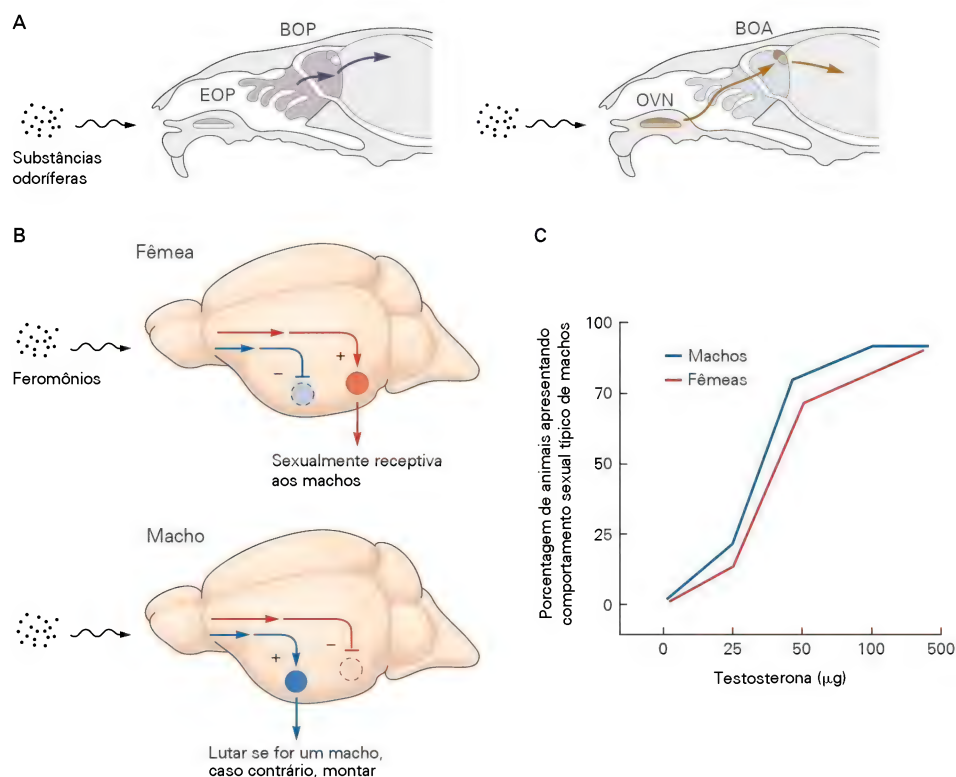 A
BOP
EOP
Substâncias
odoríferas
BOA
OVN
B
Fêmea
Feromônios
+
–
Sexualmente receptiva
aos machos
Macho
+
–
Lutar se for um macho,
caso contrário, montar
C
Porcentagem de animais apresentando
comportamento sexual típico de machos
100
70
50
25
0
Machos
Fêmeas
0 25 50 100 500
Testosterona (μg)